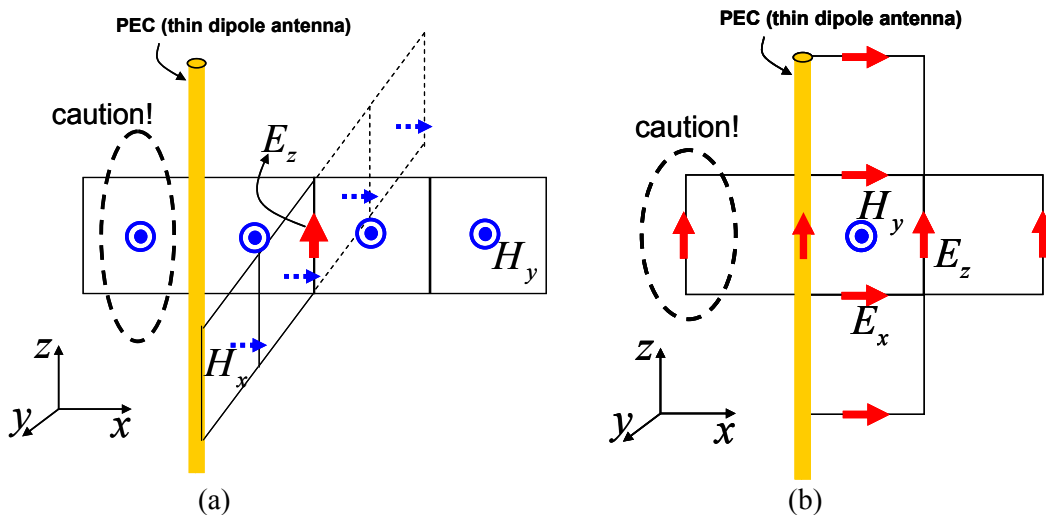 PEC (thin dipole antenna)
caution!
E_z
H_y
H_x
z
y
x
(a)
PEC (thin dipole antenna)
caution!
H_y
E_z
E_x
z
y
x
(b)